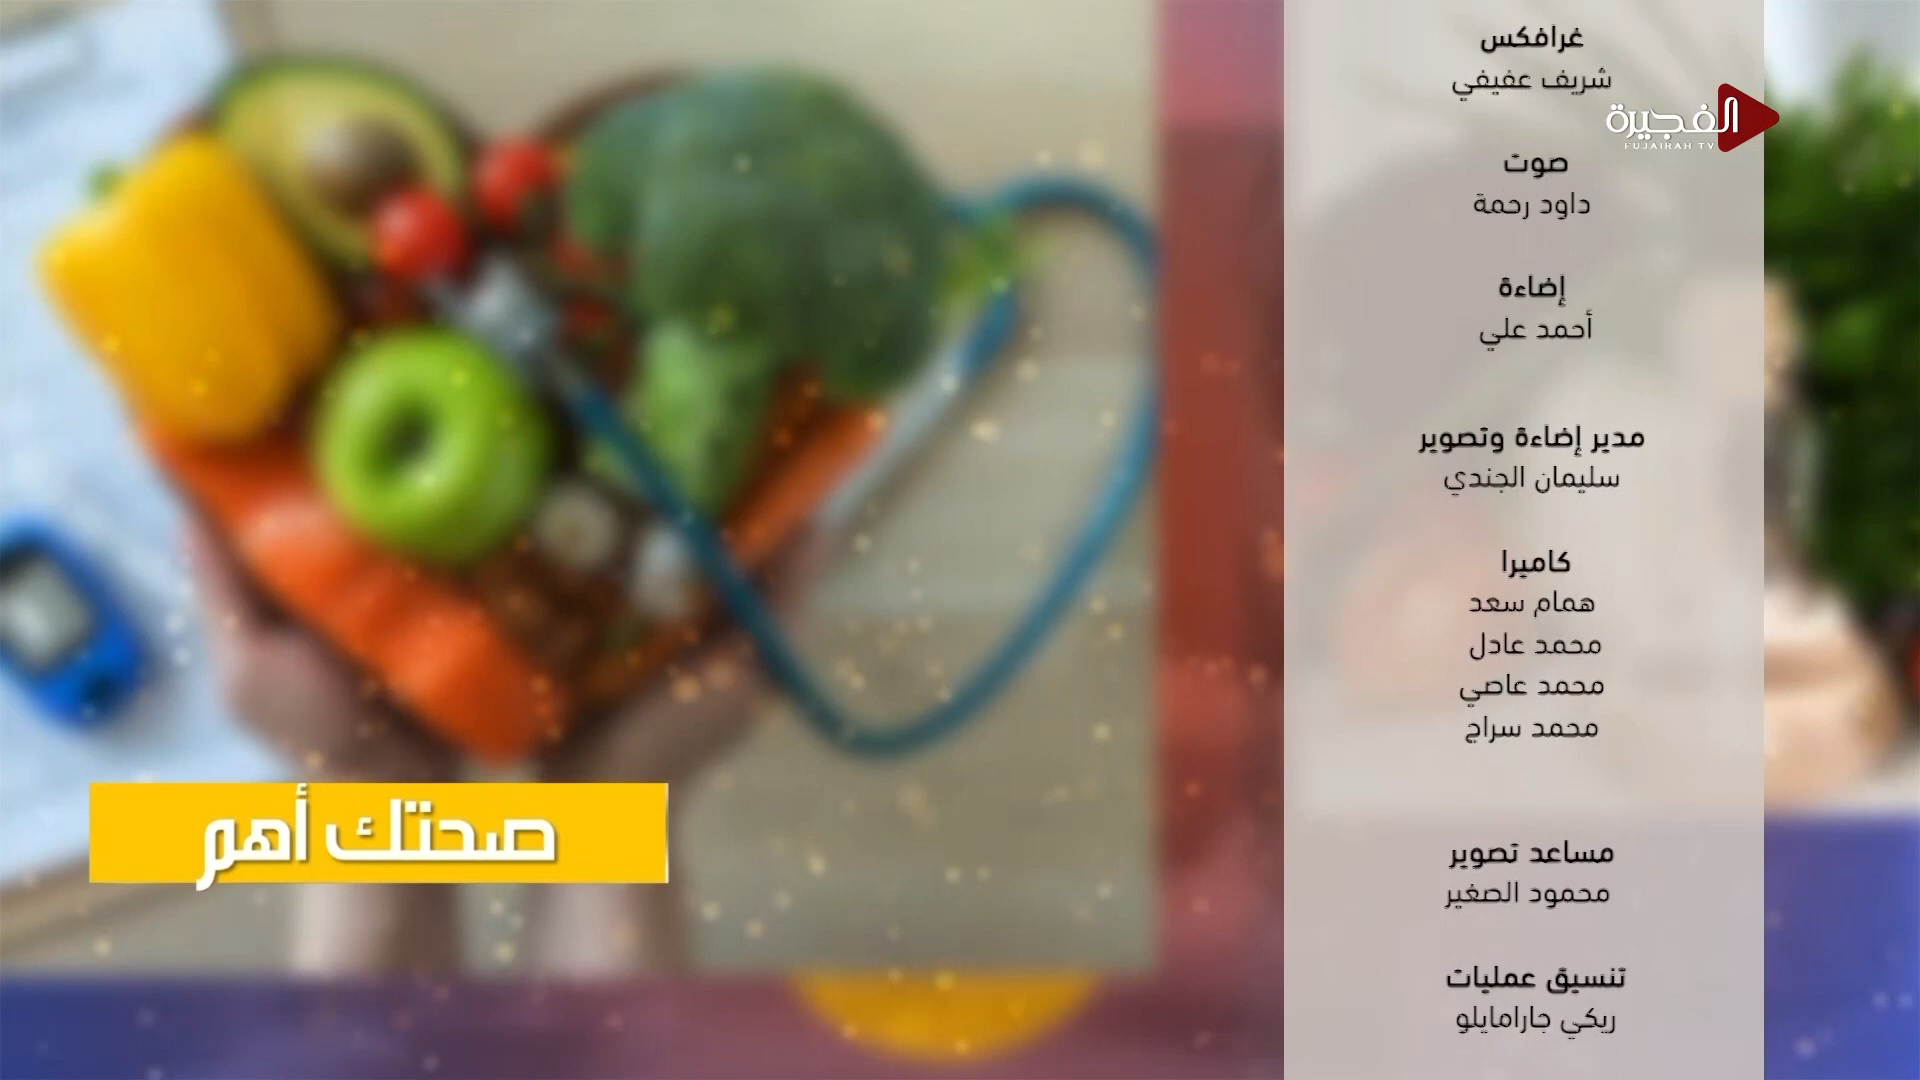 غرافكس
شريف عفيفي
الفجيرة
FUJAIRAH TV
صوت
داود رحمة
إضاءة
أحمد علي
مدير إضاءة وتصوير
سليمان الجندي
كاميرا
همام سعد
محمد عادل
محمد عاصي
محمد سراج
صحتك أهم
مساعد تصوير
محمود الصغير
تنسيق عمليات
ريكي جارامايلو